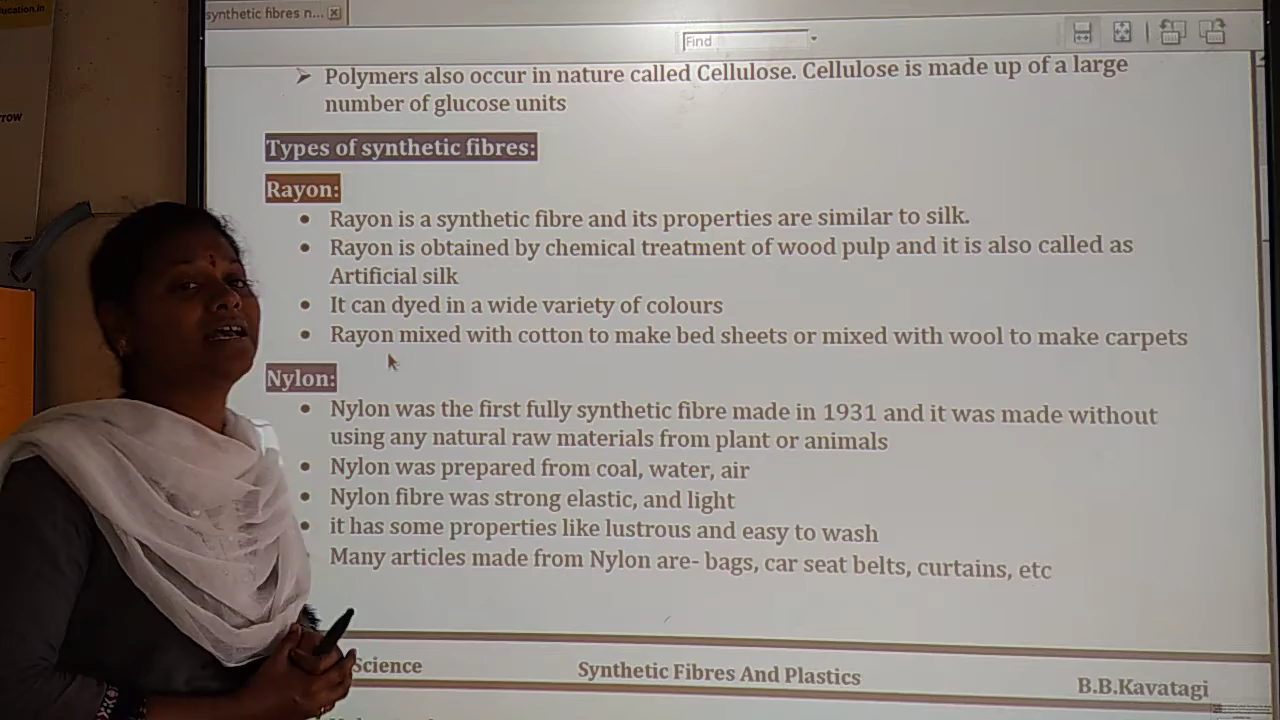 ucation.in
synthetic fibres n...
Find
rrow
Polymers also occur in nature called Cellulose. Cellulose is made up of a large
number of glucose units
Types of synthetic fibres:
Rayon:
Rayon is a synthetic fibre and its properties are similar to silk.
Rayon is obtained by chemical treatment of wood pulp and it is also called as
Artificial silk
It can dyed in a wide variety of colours
Rayon mixed with cotton to make bed sheets or mixed with wool to make carpets
Nylon:
Nylon was the first fully synthetic fibre made in 1931 and it was made without
using any natural raw materials from plant or animals
Nylon was prepared from coal, water, air
Nylon fibre was strong elastic, and light
it has some properties like lustrous and easy to wash
Many articles made from Nylon are- bags, car seat belts, curtains, etc
Science Synthetic Fibres And Plastics B.B.Kavatagi